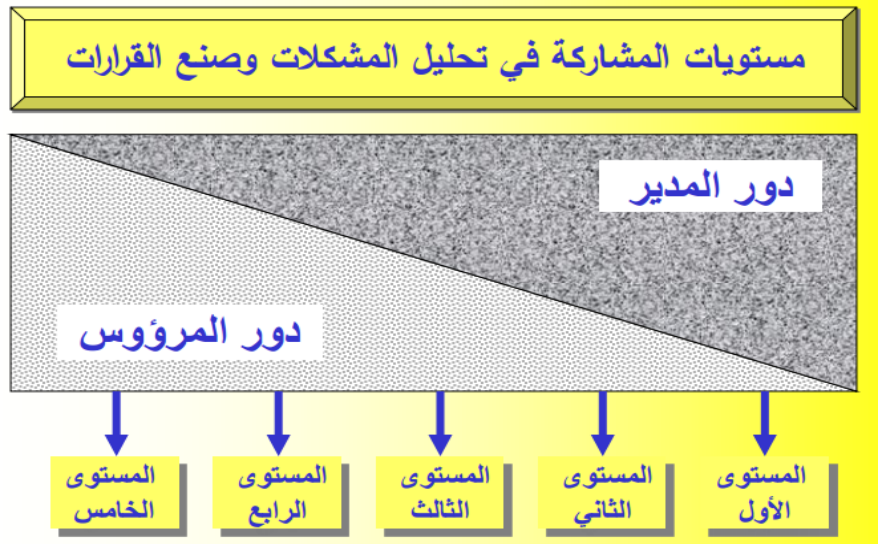 مستويات المشاركة في تحليل المشكلات وصنع القرارات
دور المدير
دور المرؤوس
المستوى
الأول
المستوى
الثاني
المستوى
الثالث
المستوى
الرابع
المستوى
الخامس